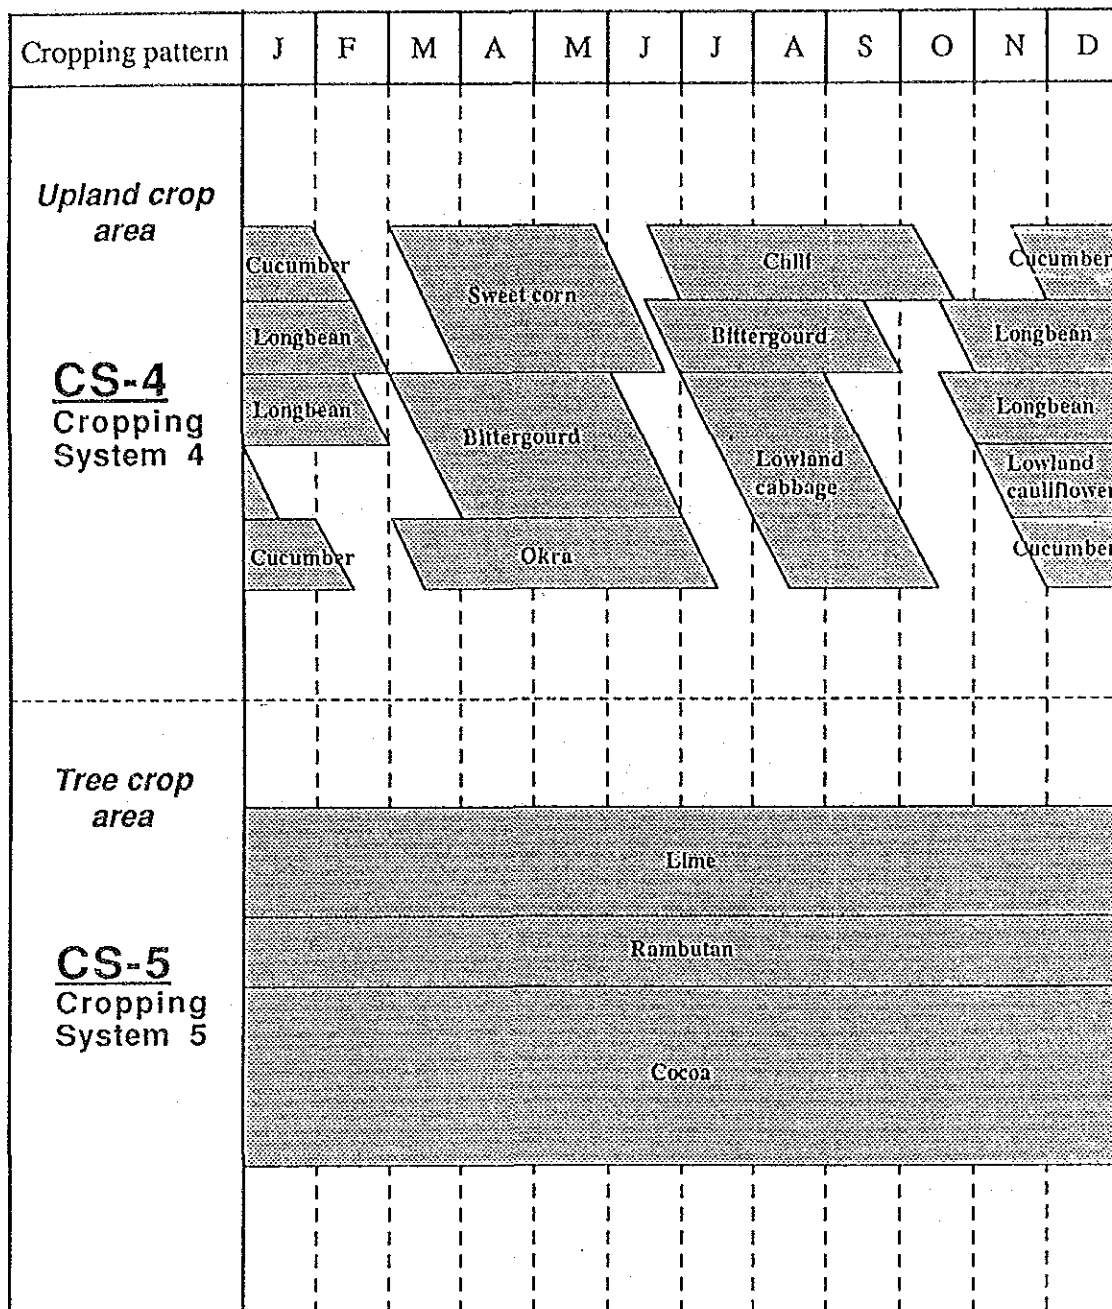 Cropping pattern J F M A M J J A S O N D
Upland crop
area
Cucumber Chili Cucumber
Sweet corn
Longbean Bittergourd Longbean
CS-4
Cropping
System 4
Longbean Longbean
Bittergourd
Lowland
cabbage
Lowland
cauliflower
Cucumber Okra Cucumber
Tree crop
area
Lime
Rambutan
CS-5
Cropping
System 5
Cocoa